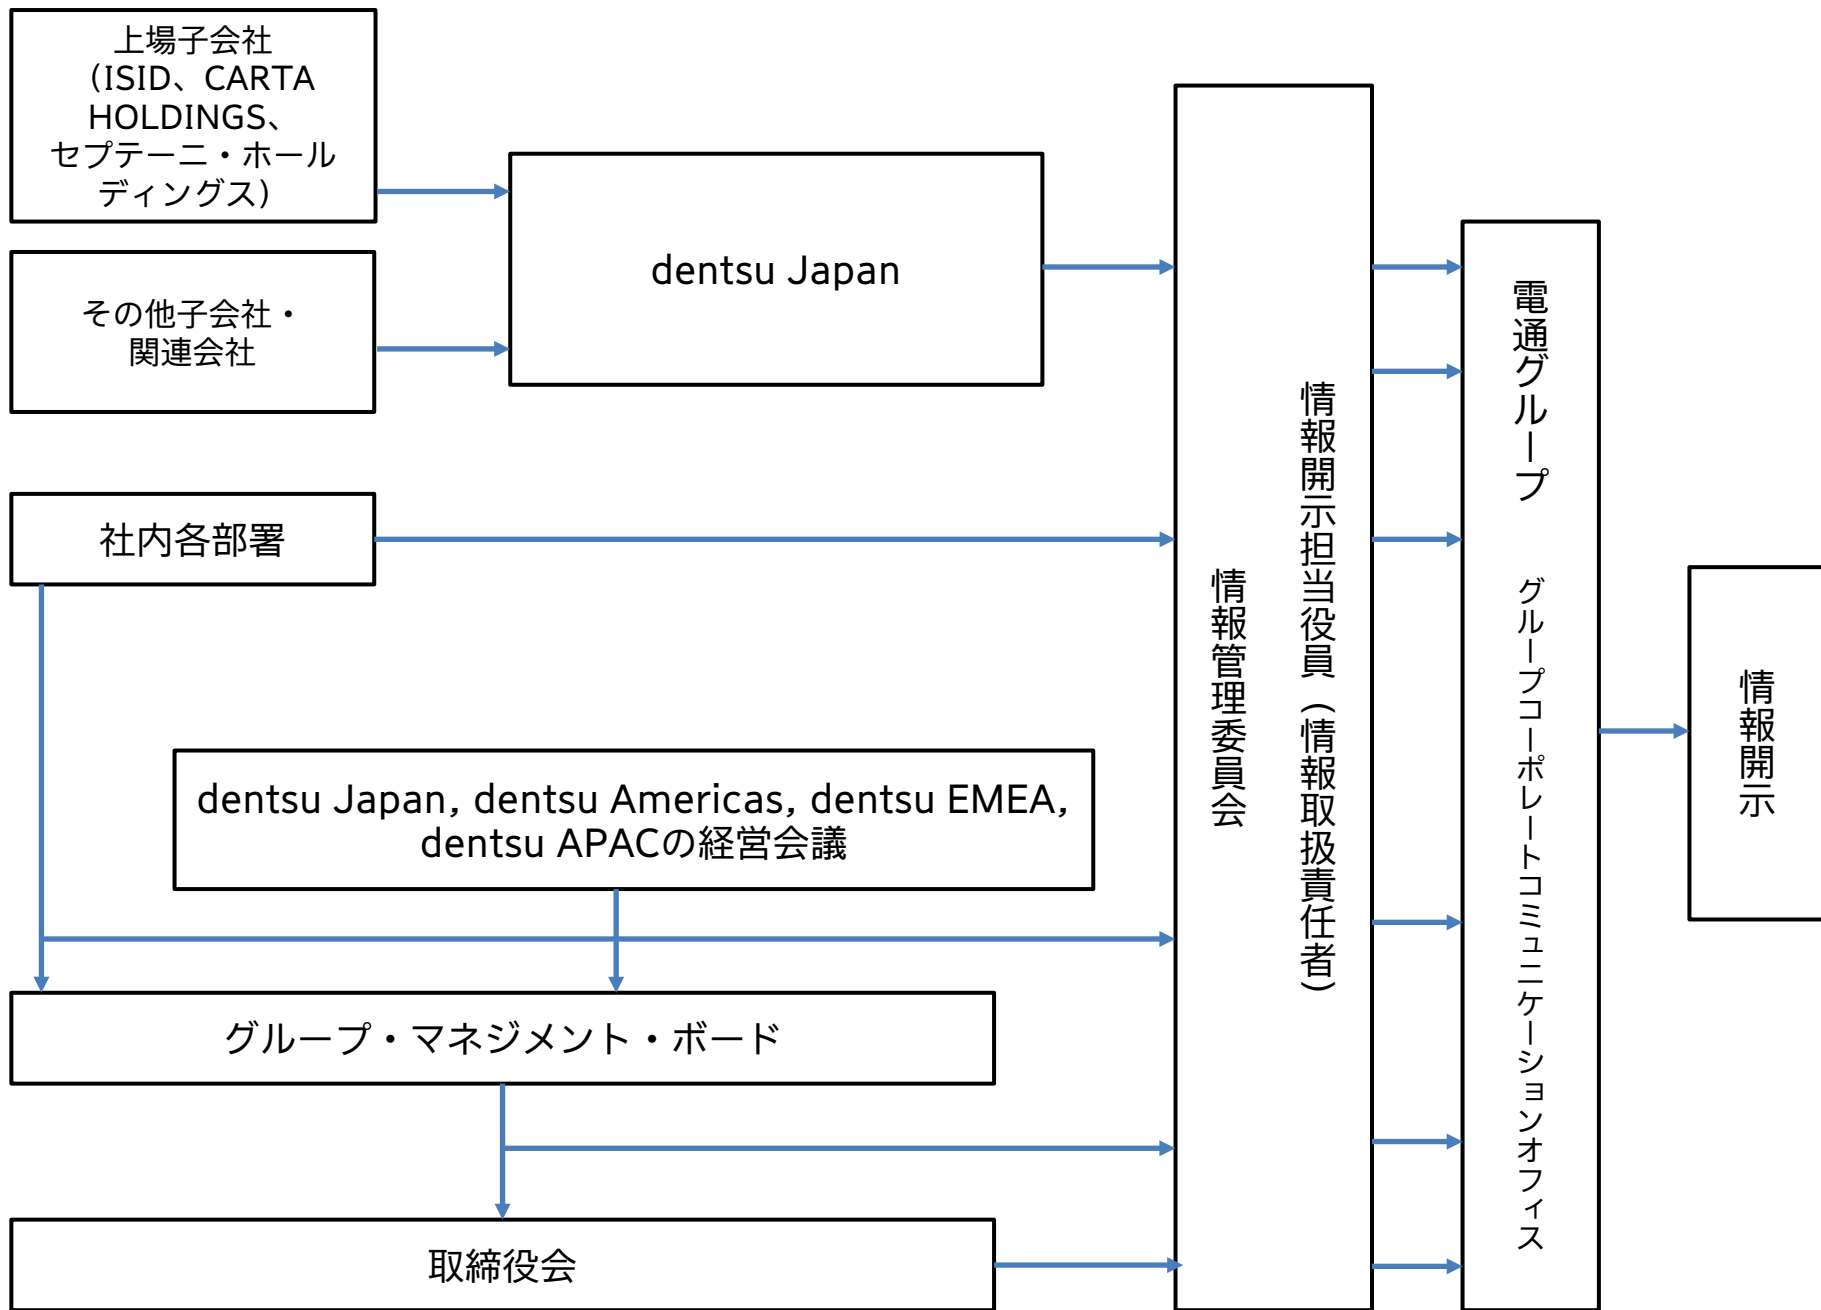 上場子会社
（ISID、CARTA
HOLDINGS、
セプテーニ・ホール
ディングス）
dentsu Japan
その他子会社・
関連会社
社内各部署
dentsu Japan, dentsu Americas, dentsu EMEA,
dentsu APACの経営会議
グループ・マネジメント・ボード
取締役会
情報開示担当役員（情報取扱責任者）
情報管理委員会
電通グループ　グループコーポレートコミュニケーションオフィス
情報開示